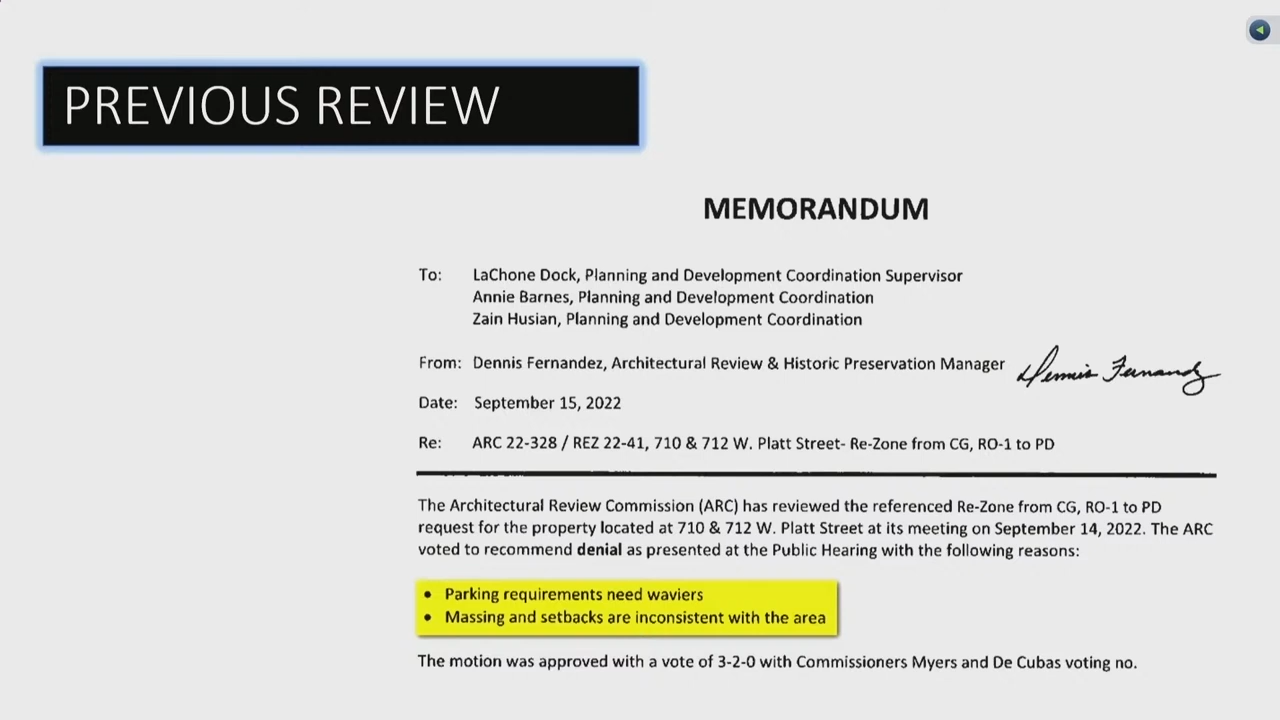 PREVIOUS REVIEW
MEMORANDUM
To: LaChone Dock, Planning and Development Coordination Supervisor
Annie Barnes, Planning and Development Coordination
Zain Husian, Planning and Development Coordination
From: Dennis Fernandez, Architectural Review & Historic Preservation Manager Dennis Fernandez
Date: September 15, 2022
Re: ARC 22-328 / REZ 22-41, 710 & 712 W. Platt Street- Re-Zone from CG, RO-1 to PD
The Architectural Review Commission (ARC) has reviewed the referenced Re-Zone from CG, RO-1 to PD
request for the property located at 710 & 712 W. Platt Street at its meeting on September 14, 2022. The ARC
voted to recommend denial as presented at the Public Hearing with the following reasons:
• Parking requirements need waviers
• Massing and setbacks are inconsistent with the area
The motion was approved with a vote of 3-2-0 with Commissioners Myers and De Cubas voting no.